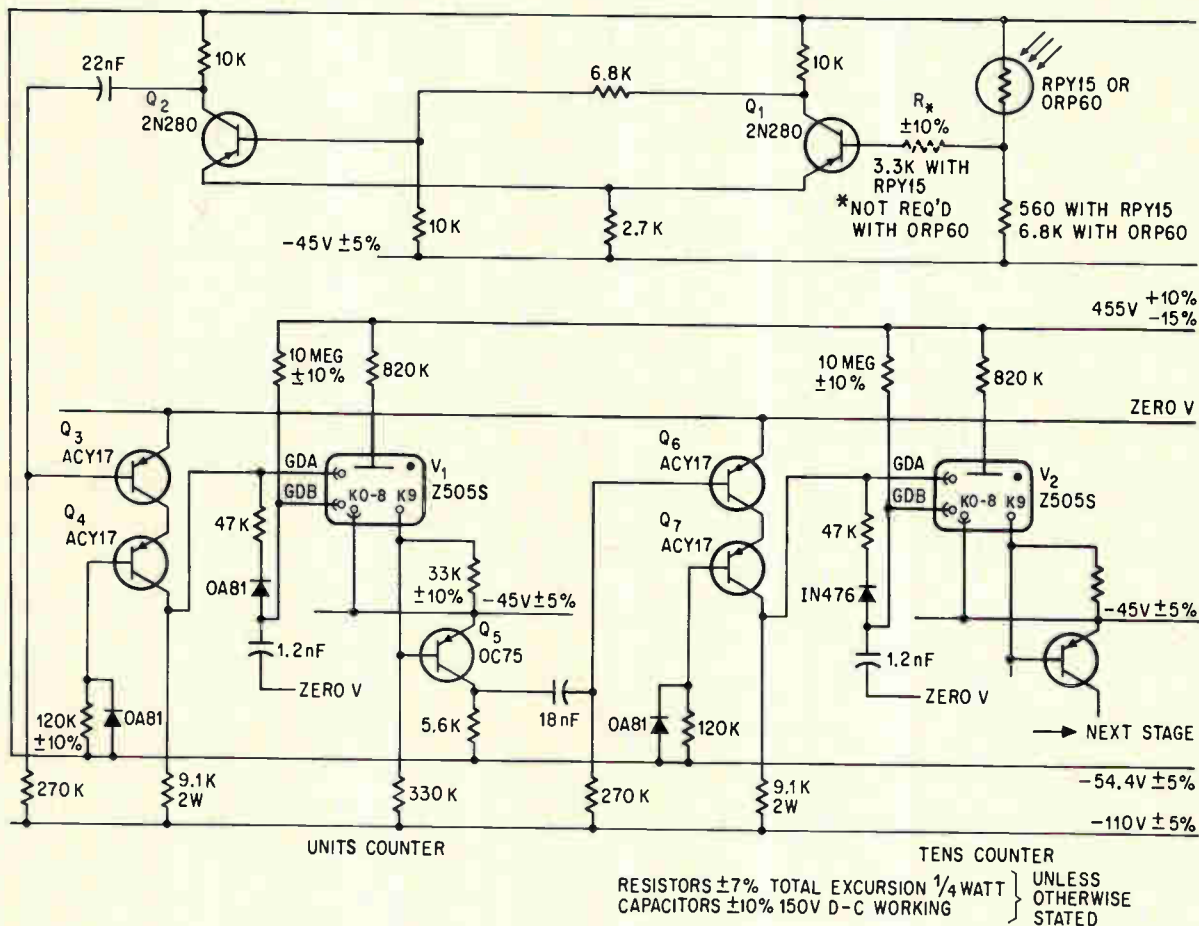 22nF
10K
Q2
2N280
6.8K
10K
Q1
2N280
R*
±10%
3.3K WITH
RPY15
*NOT REQ'D
WITH ORP60
RPY15 OR
ORP60
10K
2.7K
560 WITH RPY15
6.8K WITH ORP60
-45V ±5%
455V +10%
-15%
10 MEG
±10%
820K
10 MEG
±10%
820K
ZERO V
Q3
ACY17
GDA
GDB
K0-8 K9
V1
Z505S
Q6
ACY17
GDA
GDB
K0-8 K9
V2
Z505S
Q4
ACY17
47K
Q7
ACY17
47K
OA81
33K
±10%
-45V±5%
IN476
-45V±5%
Q5
OC75
1.2nF
ZERO V
1.2nF
ZERO V
120K
±10%
OA81
5.6K
18nF
OA81
120K
NEXT STAGE
-54.4V±5%
270K
9.1K
2W
330K
270K
9.1K
2W
-110V±5%
UNITS COUNTER
TENS COUNTER
RESISTORS ±7% TOTAL EXCURSION 1/4 WATT
CAPACITORS ±10% 150V D-C WORKING
UNLESS
OTHERWISE
STATED